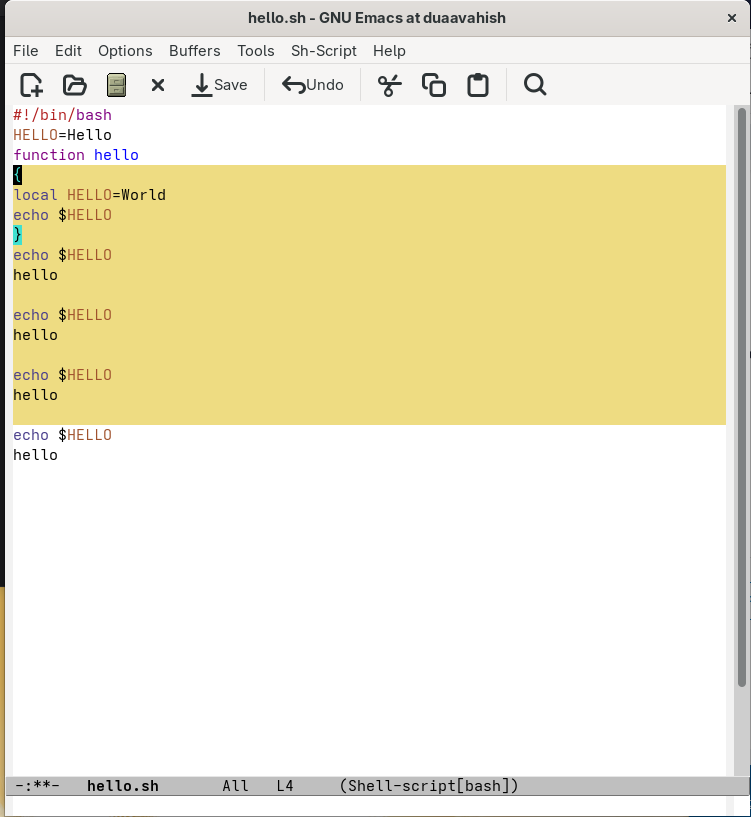 hello.sh - GNU Emacs at duaavahish
File Edit Options Buffers Tools Sh-Script Help
Save Undo
#!/bin/bash
HELLO=Hello
function hello
{
local HELLO=World
echo $HELLO
}
echo $HELLO
hello
echo $HELLO
hello
echo $HELLO
hello
echo $HELLO
hello
-:**- hello.sh All L4 (Shell-script[bash])